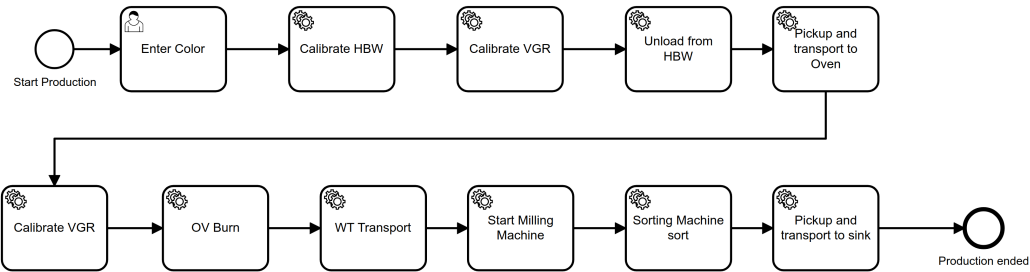 Start Production
Enter Color
Calibrate HBW
Calibrate VGR
Unload from
HBW
Pickup and
transport to
Oven
Calibrate VGR
OV Burn
WT Transport
Start Milling
Machine
Sorting Machine
sort
Pickup and
transport to sink
Production ended